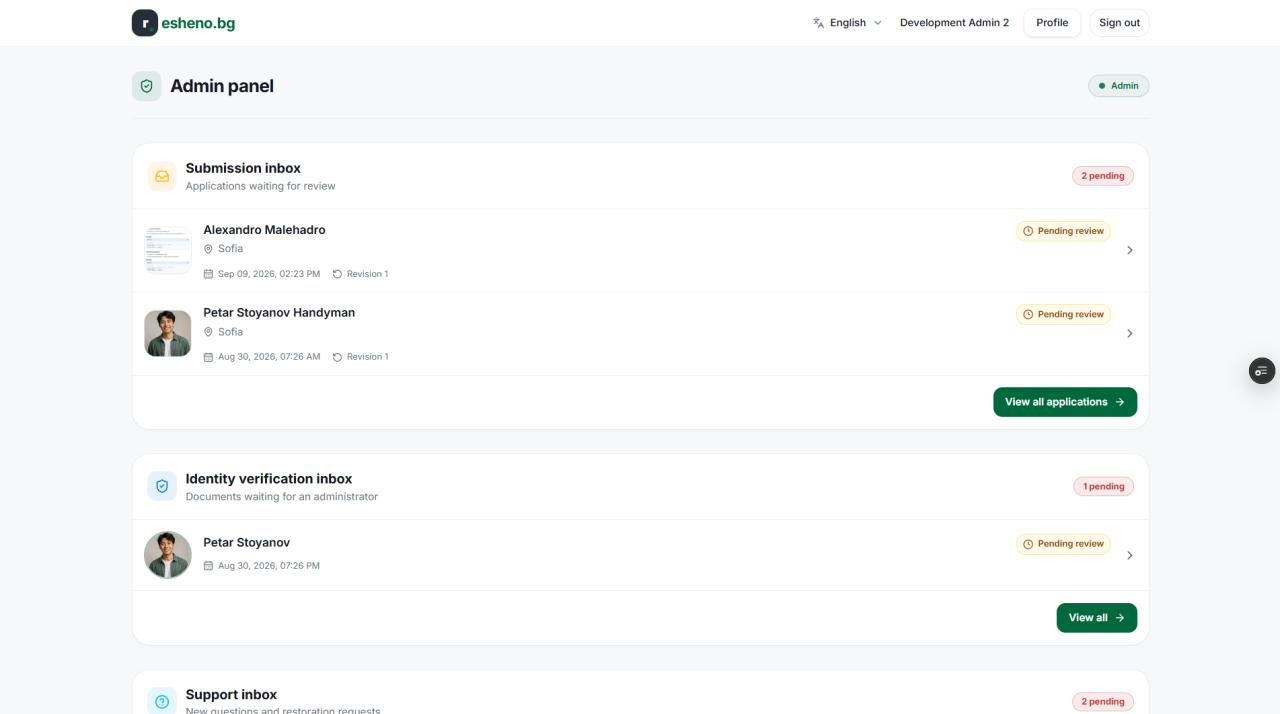 resheno.bg
English
Development Admin 2
Profile
Sign out
Admin panel
Admin
Submission inbox
Applications waiting for review
2 pending
Alexandro Malehadro
Pending review
Sofia
Sep 09, 2026, 02:23 PM
Revision 1
Petar Stoyanov Handyman
Pending review
Sofia
Aug 30, 2026, 07:26 AM
Revision 1
View all applications
Identity verification inbox
Documents waiting for an administrator
1 pending
Petar Stoyanov
Pending review
Aug 30, 2026, 07:26 PM
View all
Support inbox
New questions and restoration requests
2 pending